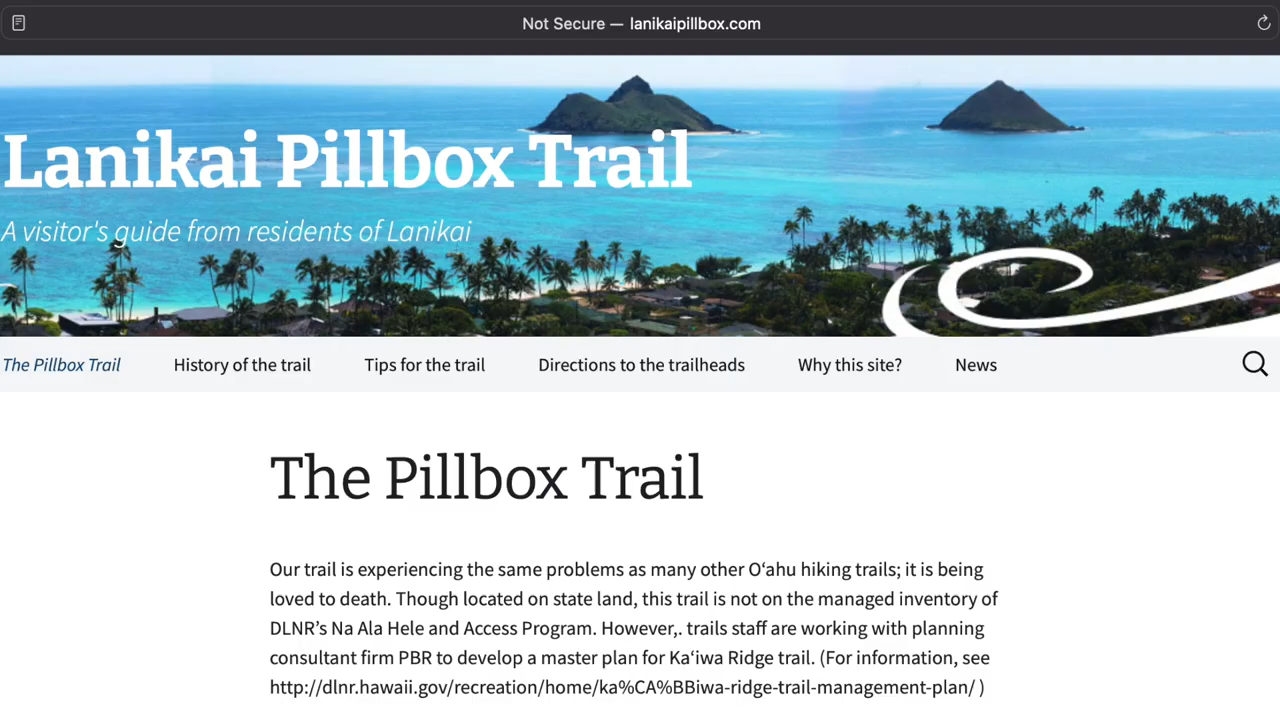 Not Secure — lanikaipillbox.com
Lanikai Pillbox Trail
A visitor's guide from residents of Lanikai
The Pillbox Trail History of the trail Tips for the trail Directions to the trailheads Why this site? News
The Pillbox Trail
Our trail is experiencing the same problems as many other Oʻahu hiking trails; it is being
loved to death. Though located on state land, this trail is not on the managed inventory of
DLNR’s Na Ala Hele and Access Program. However,. trails staff are working with planning
consultant firm PBR to develop a master plan for Kaʻiwa Ridge trail. (For information, see
http://dlnr.hawaii.gov/recreation/home/ka%CA%BBiwa-ridge-trail-management-plan/ )